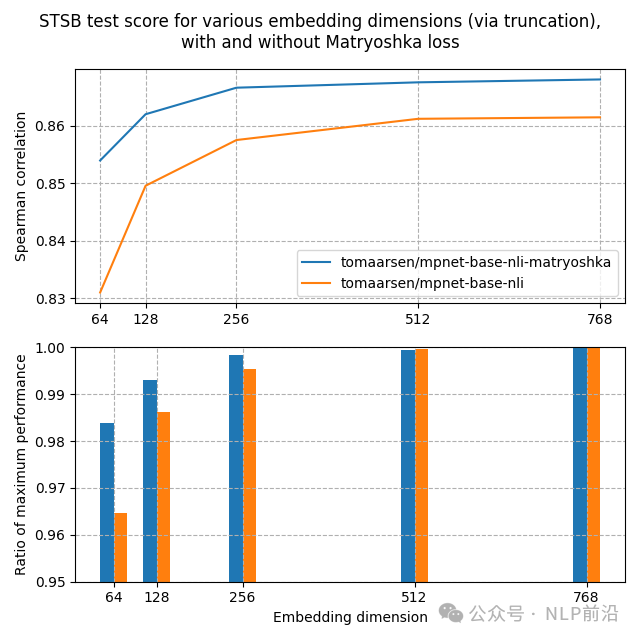 STSB test score for various embedding dimensions (via truncation),
with and without Matryoshka loss
Spearman correlation
0.86
0.85
0.84
0.83
tomaarsen/mpnet-base-nli-matryoshka
tomaarsen/mpnet-base-nli
64 128 256 512 768
Ratio of maximum performance
1.00
0.99
0.98
0.97
0.96
0.95
64 128 256 512 768
Embedding dimension
公众号 · NLP前沿